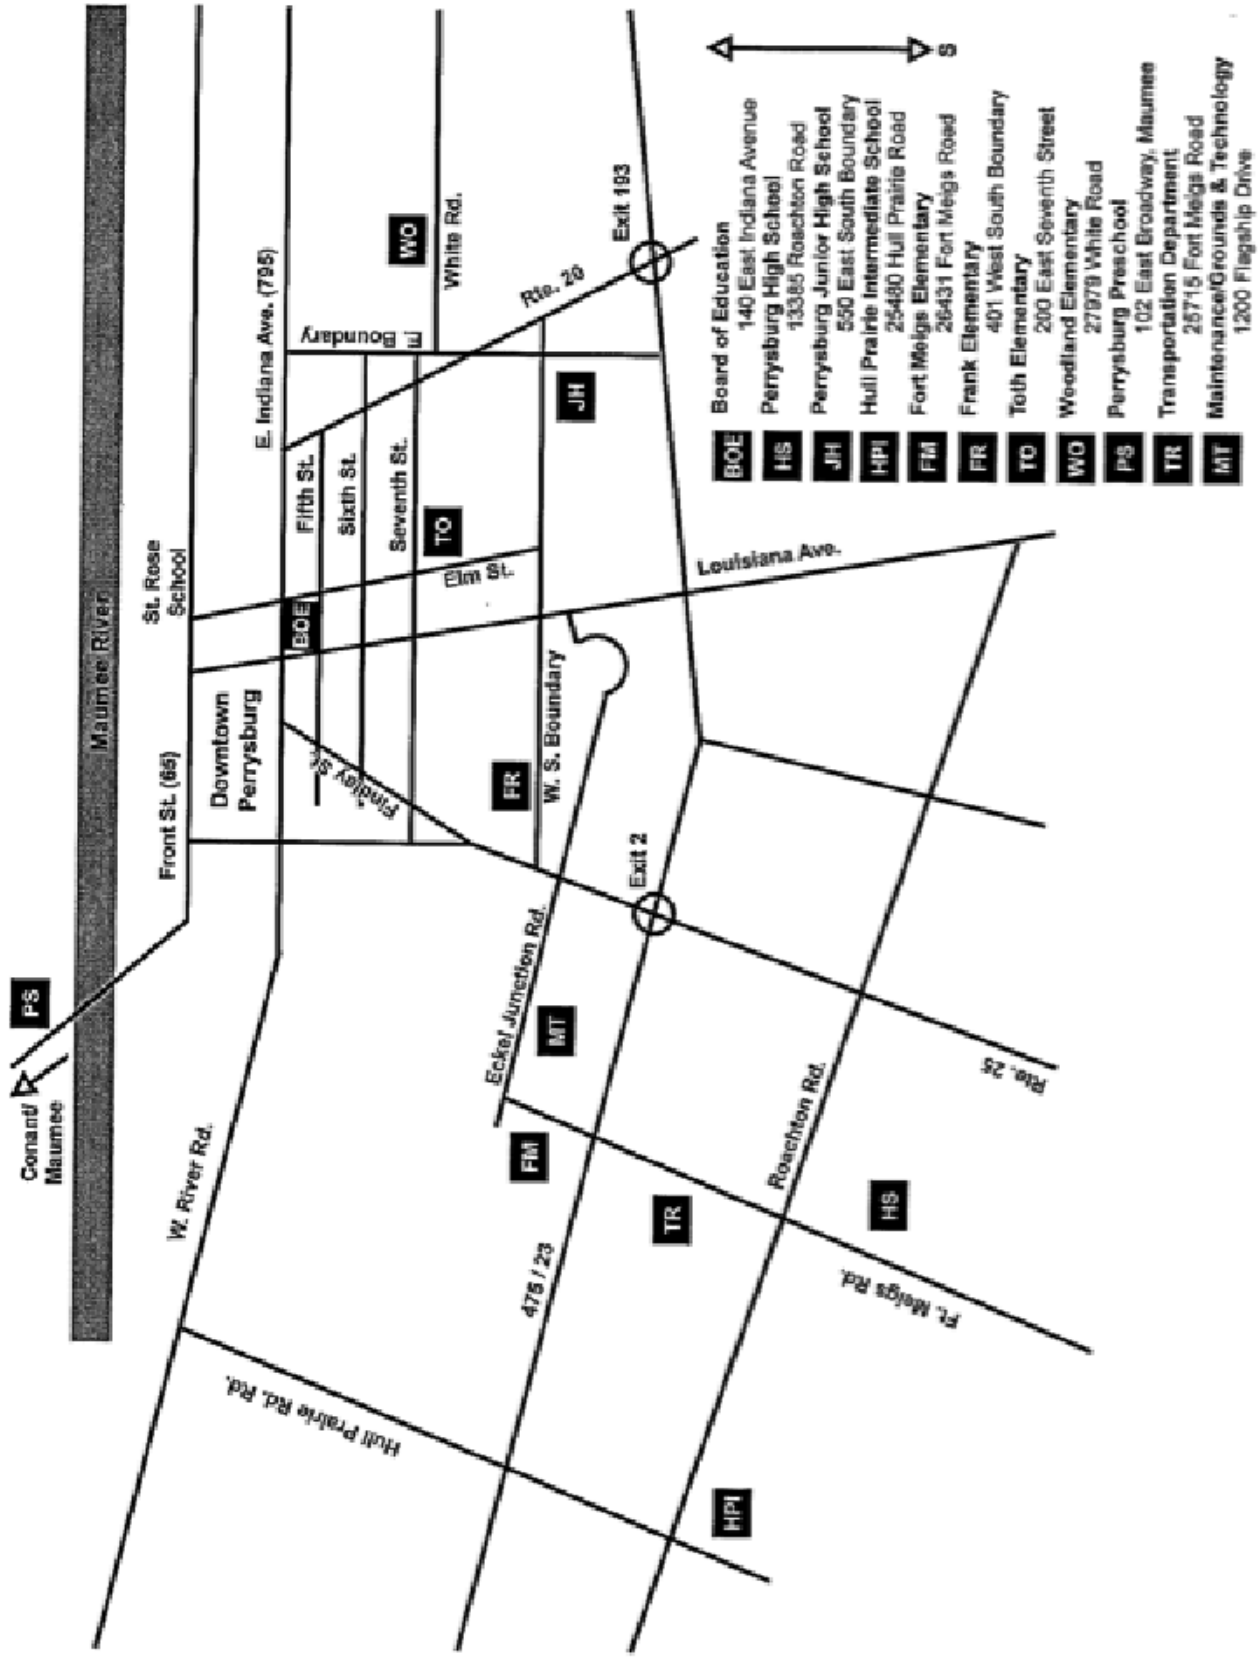 Conant/
Maumee
PS
Maumee River
Front St. (65)
St. Rose
School
Downtown
Perrysburg
E. Indiana Ave. (795)
W. River Rd.
BOE
Fifth St.
Sixth St.
Seventh St.
Findlay St.
E. Boundary
WO
White Rd.
TO
Elm St.
Rte. 20
FR
W. S. Boundary
JH
Exit 193
Eckel Junction Rd.
MT
Exit 2
FM
475 / 23
TR
Louisiana Ave.
Hull Prairie Rd. Rd.
Roachton Rd.
HS
Ft. Meigs Rd.
Rte. 25
HPI
S
BOE Board of Education
140 East Indiana Avenue
HS Perrysburg High School
13385 Roachton Road
JH Perrysburg Junior High School
550 East South Boundary
HPI Hull Prairie Intermediate School
25480 Hull Prairie Road
FM Fort Meigs Elementary
26431 Fort Meigs Road
FR Frank Elementary
401 West South Boundary
TO Toth Elementary
200 East Seventh Street
WO Woodland Elementary
27979 White Road
PS Perrysburg Preschool
102 East Broadway, Maumee
TR Transportation Department
25715 Fort Meigs Road
MT Maintenance/Grounds & Technology
1200 Flagship Drive